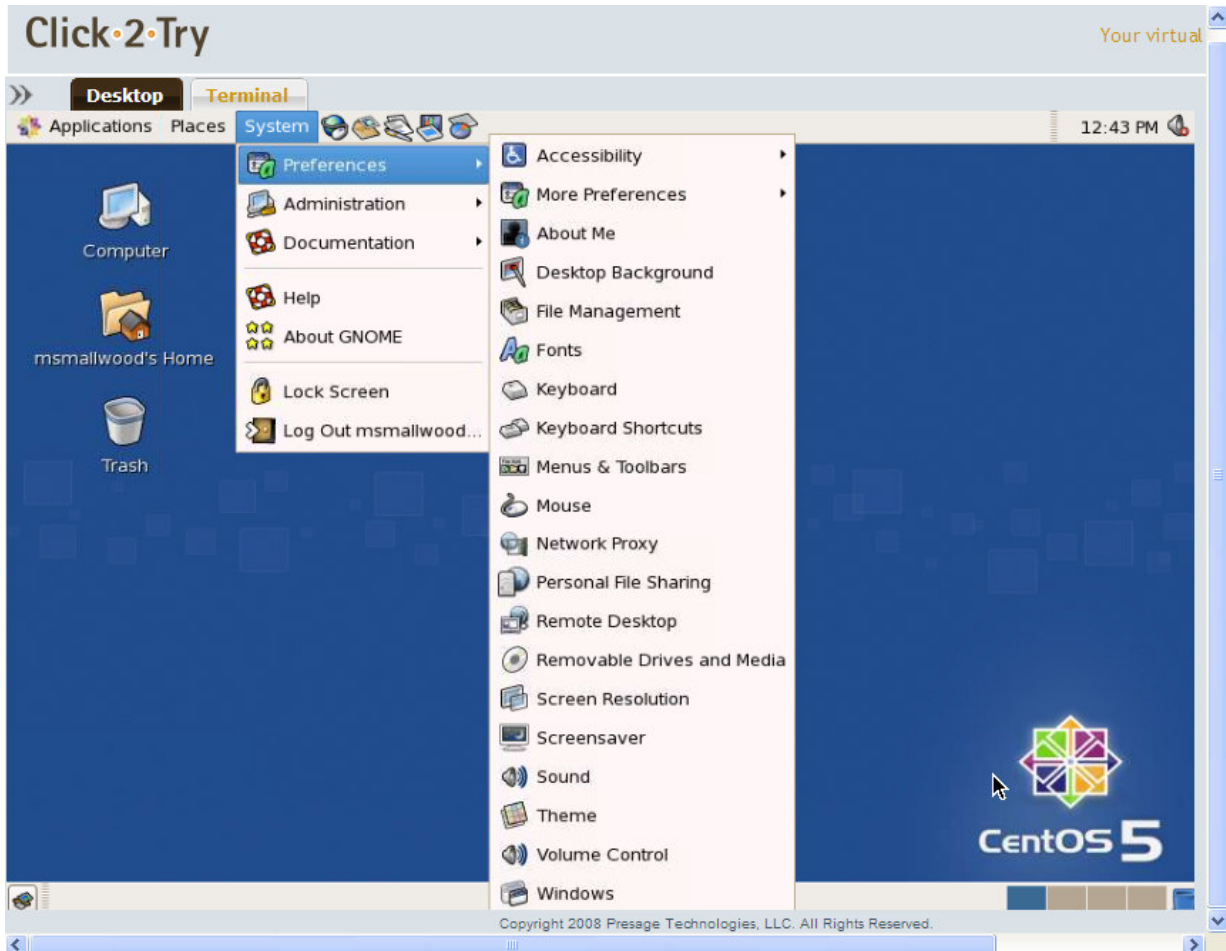 Click•2•Try
Your virtual
Desktop Terminal
Applications Places System 12:43 PM
Preferences
Administration
Documentation
Help
About GNOME
Lock Screen
Log Out msmallwood...
Accessibility
More Preferences
About Me
Desktop Background
File Management
Fonts
Keyboard
Keyboard Shortcuts
Menus & Toolbars
Mouse
Network Proxy
Personal File Sharing
Remote Desktop
Removable Drives and Media
Screen Resolution
Screensaver
Sound
Theme
Volume Control
Windows
Computer
msmallwood's Home
Trash
CentOS 5
Copyright 2008 Presage Technologies, LLC. All Rights Reserved.